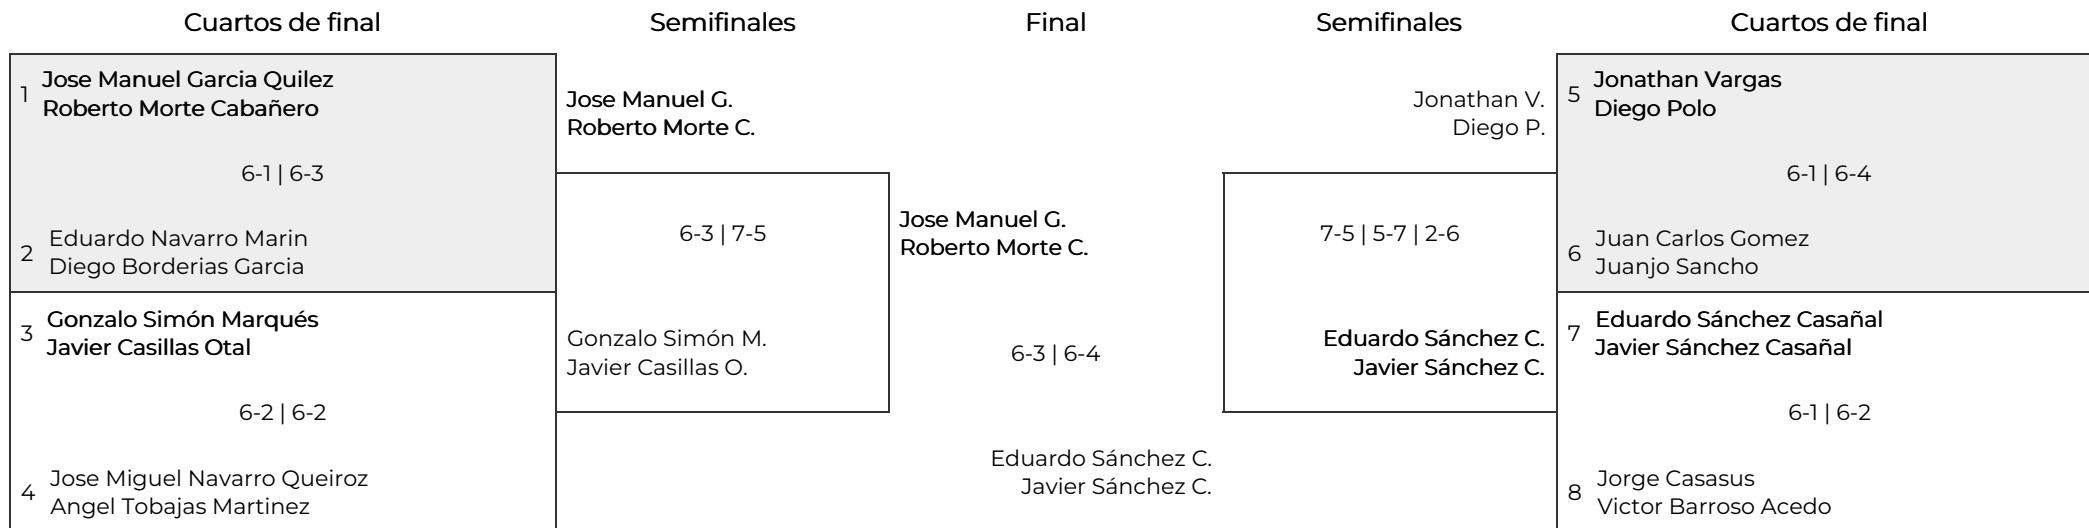 Cuartos de final
Semifinales
Final
Semifinales
Cuartos de final
1
Jose Manuel Garcia Quilez
Roberto Morte Cabañero
6-1 | 6-3
2
Eduardo Navarro Marin
Diego Borderias Garcia
3
Gonzalo Simón Marqués
Javier Casillas Otal
6-2 | 6-2
4
Jose Miguel Navarro Queiroz
Angel Tobajas Martinez
Jose Manuel G.
Roberto Morte C.
6-3 | 7-5
Gonzalo Simón M.
Javier Casillas O.
Jose Manuel G.
Roberto Morte C.
6-3 | 6-4
Eduardo Sánchez C.
Javier Sánchez C.
Jonathan V.
Diego P.
7-5 | 5-7 | 2-6
Eduardo Sánchez C.
Javier Sánchez C.
5
Jonathan Vargas
Diego Polo
6-1 | 6-4
6
Juan Carlos Gomez
Juanjo Sancho
7
Eduardo Sánchez Casañal
Javier Sánchez Casañal
6-1 | 6-2
8
Jorge Casasus
Victor Barroso Acedo